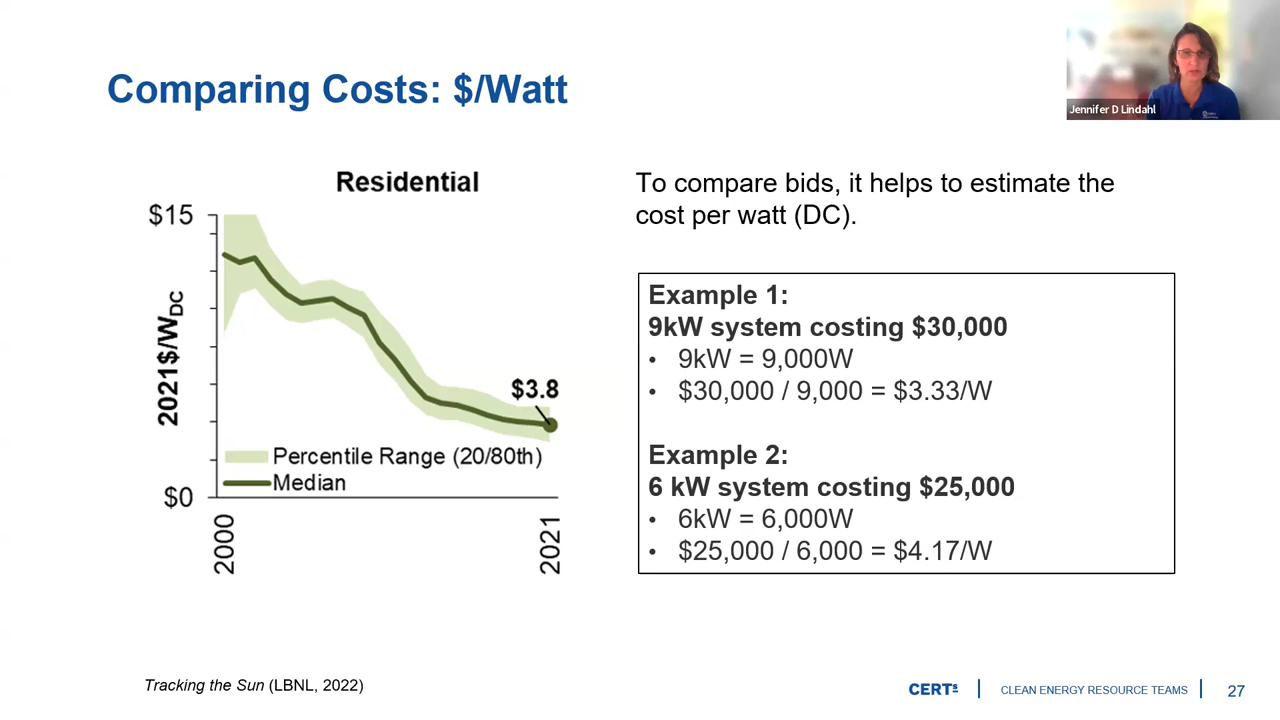 Comparing Costs: $/Watt
Jennifer D Lindahl
Residential
$15
2021$/WDC
$3.8
Percentile Range (20/80th)
Median
$0
2000
2021
To compare bids, it helps to estimate the
cost per watt (DC).
Example 1:
9kW system costing $30,000
• 9kW = 9,000W
• $30,000 / 9,000 = $3.33/W
Example 2:
6 kW system costing $25,000
• 6kW = 6,000W
• $25,000 / 6,000 = $4.17/W
Tracking the Sun (LBNL, 2022)
CERTs
CLEAN ENERGY RESOURCE TEAMS
27